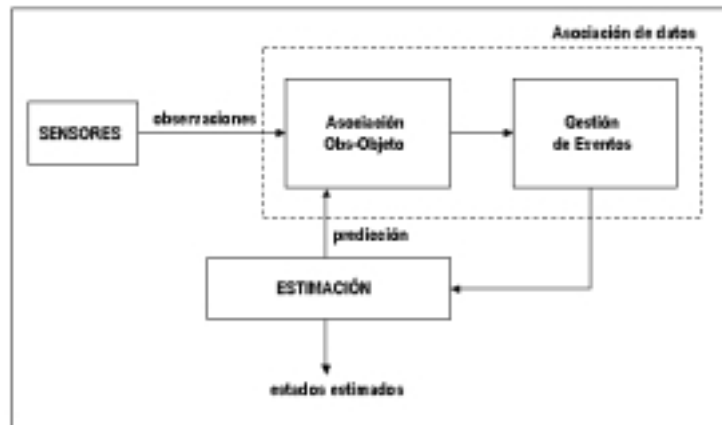 Asociación de datos
SENSORES
observaciones
Asociación
Obs-Objeto
Gestión
de Eventos
predicción
ESTIMACIÓN
estados estimados